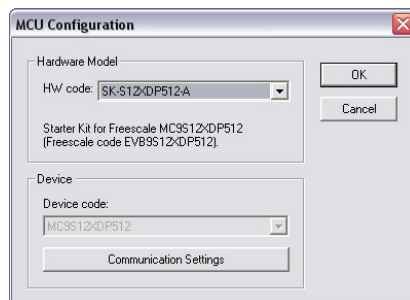 MCU Configuration
Hardware Model
HW code: SK-S12XDP512-A
OK
Cancel
Starter Kit for Freescale MC9S12XDP512
(Freescale code EVB9S12XDP512).
Device
Device code:
MC9S12XDP512
Communication Settings